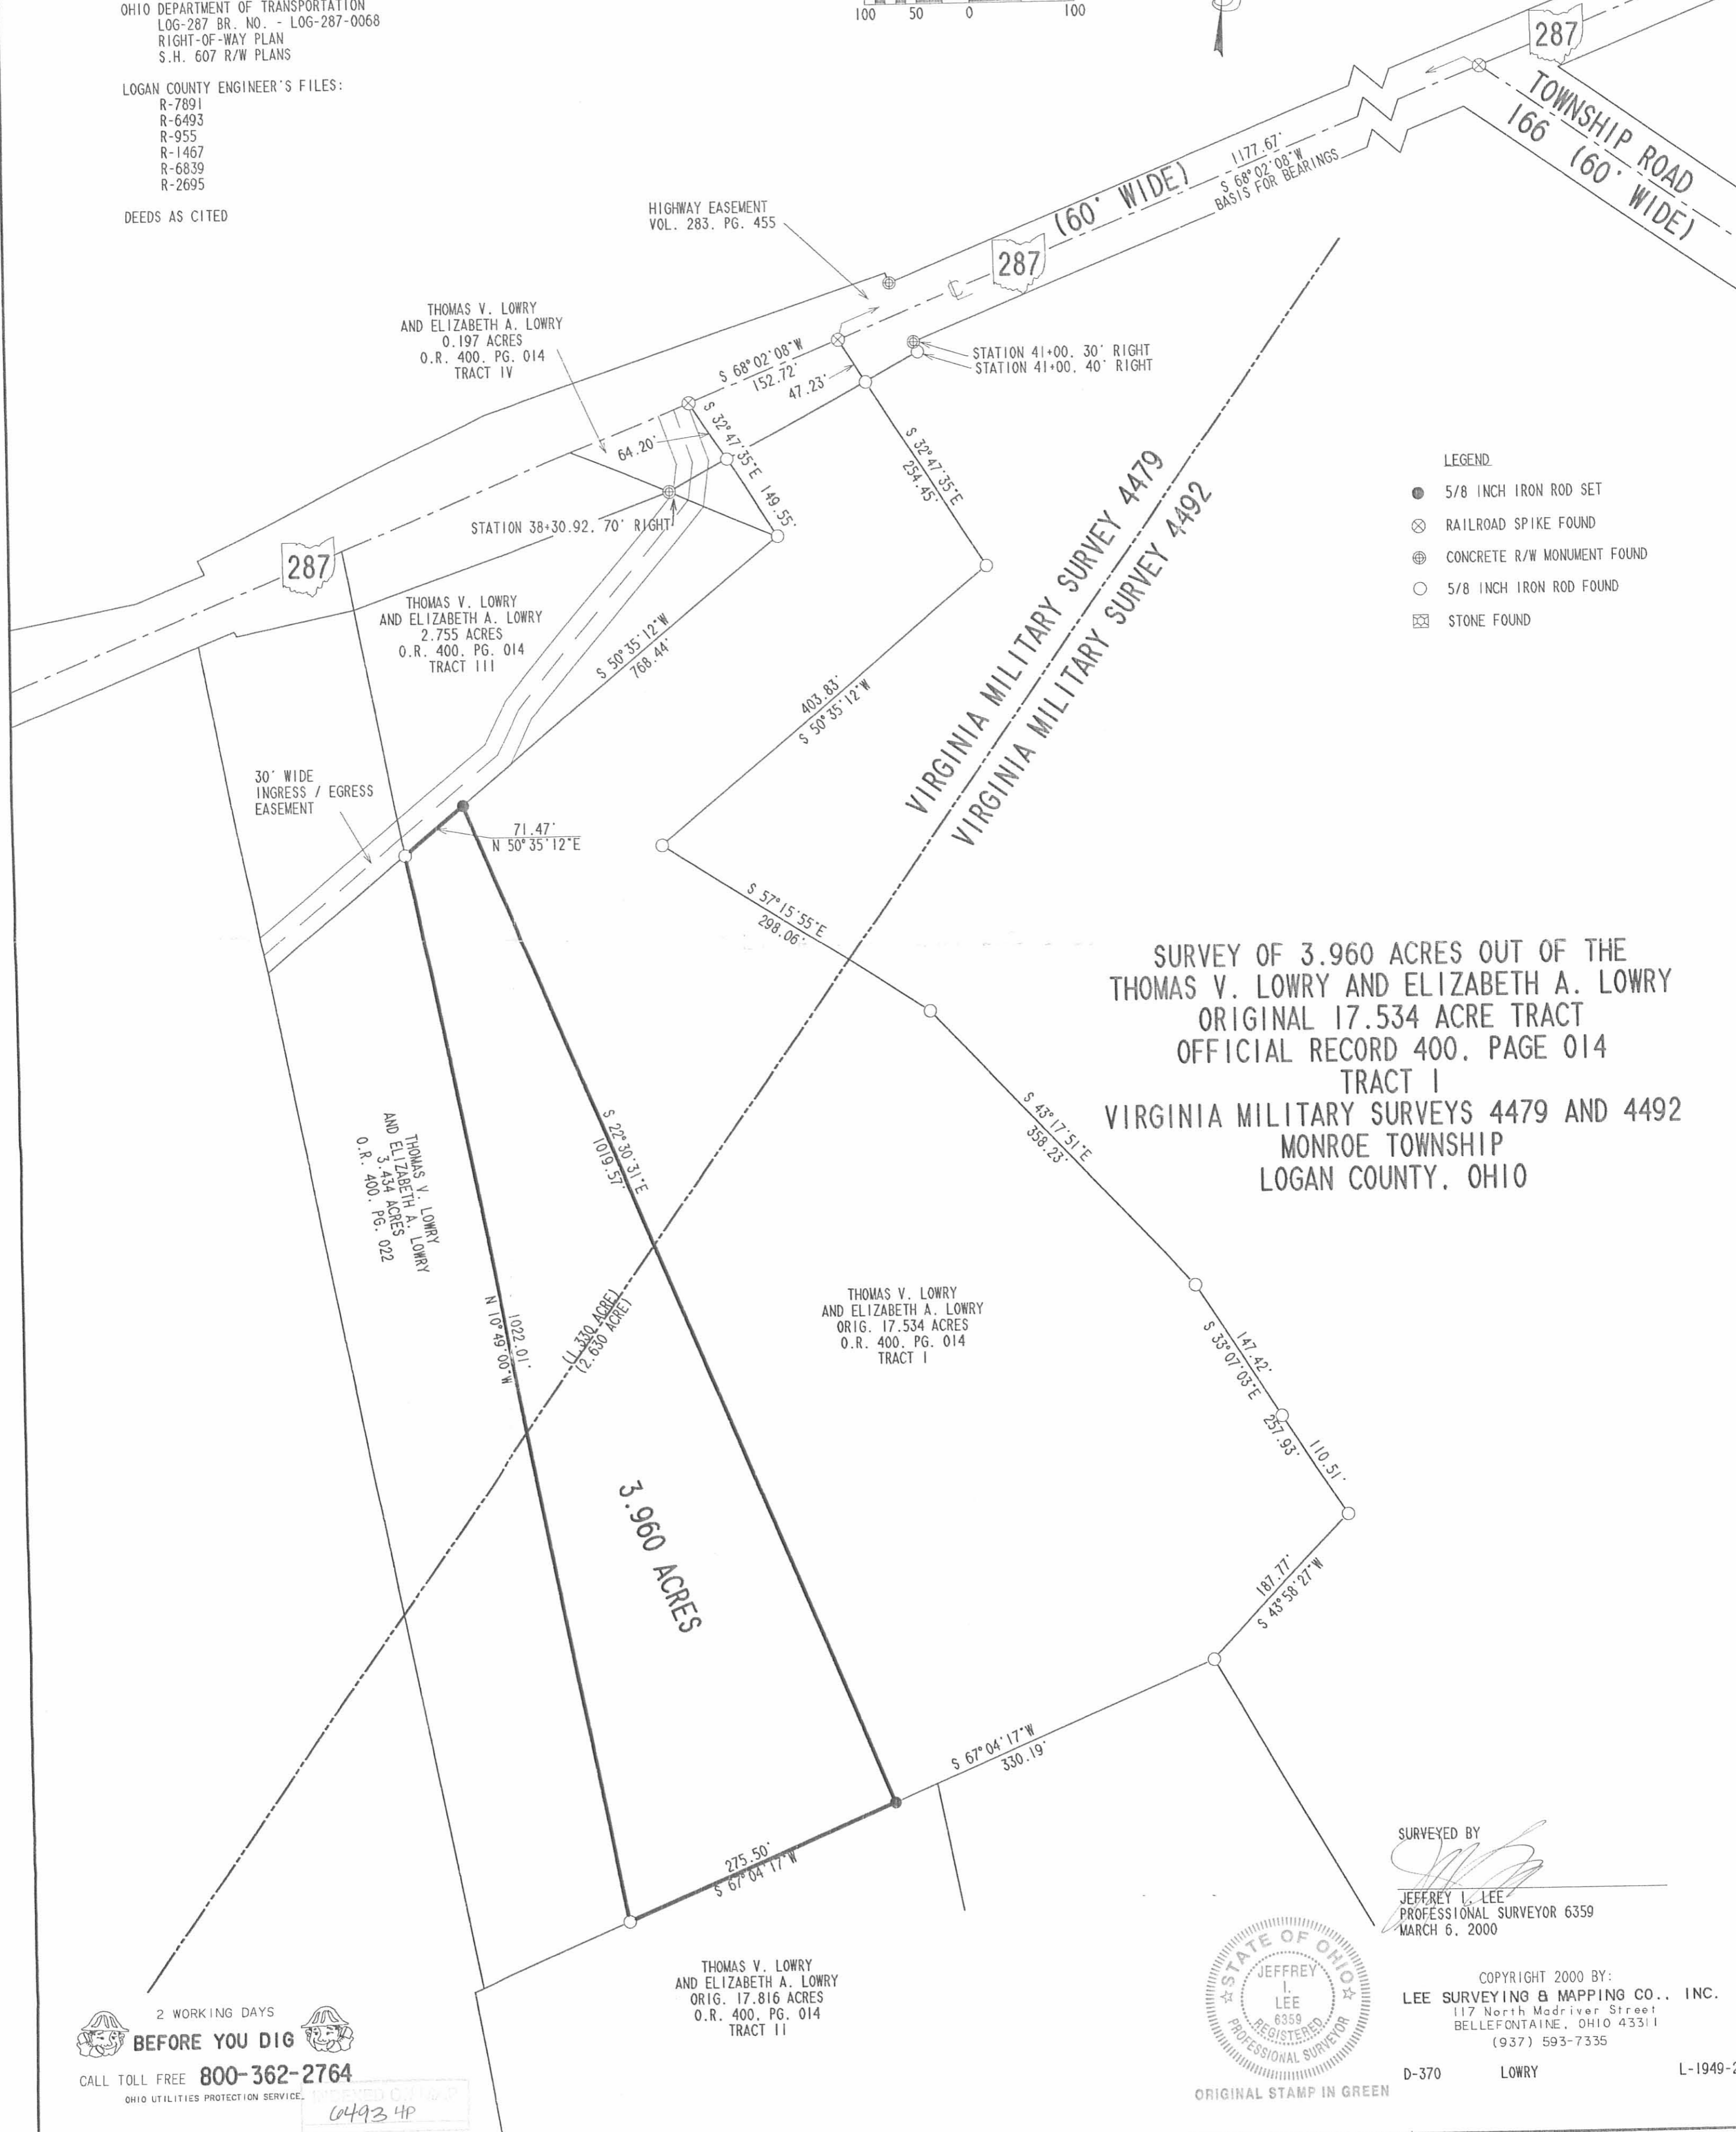 OHIO DEPARTMENT OF TRANSPORTATION
LOG-287 BR. NO. - LOG-287-0068
RIGHT-OF-WAY PLAN
S.H. 607 R/W PLANS
LOGAN COUNTY ENGINEER'S FILES:
R-7891
R-6493
R-955
R-1467
R-6839
R-2695
DEEDS AS CITED
100 50 0 100
287
TOWNSHIP ROAD
166 (60' WIDE)
1177.67'
S 68°02'08"W
BASIS FOR BEARINGS
(60' WIDE)
287
HIGHWAY EASEMENT
VOL. 283, PG. 455
THOMAS V. LOWRY
AND ELIZABETH A. LOWRY
0.197 ACRES
O.R. 400, PG. 014
TRACT IV
S 68°02'08"W
152.72'
47.23'
STATION 41+00, 30' RIGHT
STATION 41+00, 40' RIGHT
64.20'
S 32°47'35"E 149.55'
S 32°47'35"E
254.45'
STATION 38+30.92, 70' RIGHT
287
THOMAS V. LOWRY
AND ELIZABETH A. LOWRY
2.755 ACRES
O.R. 400, PG. 014
TRACT III
S 50°35'12"W
768.44'
403.83'
S 50°35'12"W
VIRGINIA MILITARY SURVEY 4479
VIRGINIA MILITARY SURVEY 4492
LEGEND
5/8 INCH IRON ROD SET
RAILROAD SPIKE FOUND
CONCRETE R/W MONUMENT FOUND
5/8 INCH IRON ROD FOUND
STONE FOUND
30' WIDE
INGRESS / EGRESS
EASEMENT
71.47'
N 50°35'12"E
S 57°15'55"E
298.06'
SURVEY OF 3.960 ACRES OUT OF THE
THOMAS V. LOWRY AND ELIZABETH A. LOWRY
ORIGINAL 17.534 ACRE TRACT
OFFICIAL RECORD 400, PAGE 014
TRACT I
VIRGINIA MILITARY SURVEYS 4479 AND 4492
MONROE TOWNSHIP
LOGAN COUNTY, OHIO
S 43°17'51"E
358.23'
S 22°30'31"E
1019.57'
THOMAS V. LOWRY
AND ELIZABETH A. LOWRY
3.434 ACRES
O.R. 400, PG. 022
1022.01'
N 10°49'00"W
(1.330 ACRE)
(2.630 ACRE)
THOMAS V. LOWRY
AND ELIZABETH A. LOWRY
ORIG. 17.534 ACRES
O.R. 400, PG. 014
TRACT I
147.42'
S 33°07'03"E
257.93'
110.51'
3.960 ACRES
187.77'
S 43°58'27"W
S 67°04'17"W
330.19'
275.50'
S 67°04'17"W
THOMAS V. LOWRY
AND ELIZABETH A. LOWRY
ORIG. 17.816 ACRES
O.R. 400, PG. 014
TRACT II
SURVEYED BY
JEFFREY I. LEE
PROFESSIONAL SURVEYOR 6359
MARCH 6, 2000
STATE OF OHIO
JEFFREY
I.
LEE
6359
REGISTERED
PROFESSIONAL SURVEYOR
ORIGINAL STAMP IN GREEN
COPYRIGHT 2000 BY:
LEE SURVEYING & MAPPING CO., INC.
117 North Madriver Street
BELLEFONTAINE, OHIO 43311
(937) 593-7335
D-370 LOWRY L-1949-2
2 WORKING DAYS
BEFORE YOU DIG
CALL TOLL FREE 800-362-2764
OHIO UTILITIES PROTECTION SERVICE
6493 4P